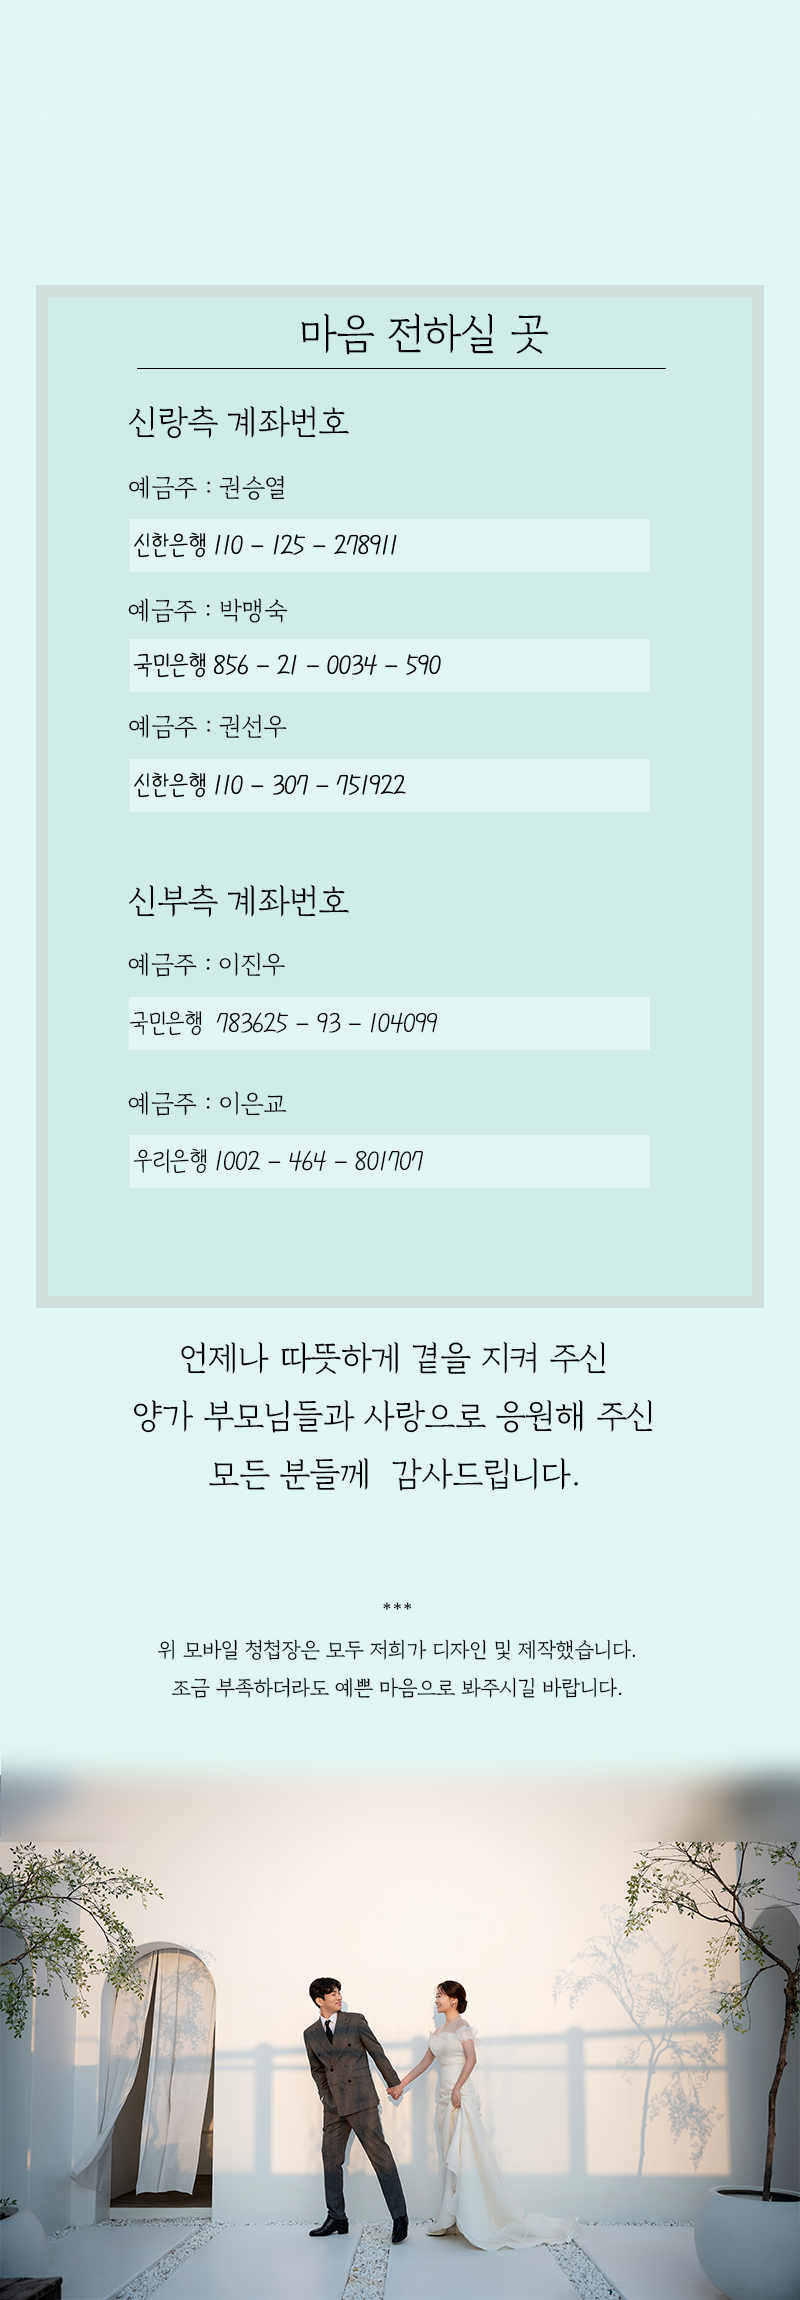 마음 전하실 곳
신랑측 계좌번호
예금주 : 권승열
신한은행 110 - 125 - 278911
예금주 : 박맹숙
국민은행 856 - 21 - 0034 - 590
예금주 : 권선우
신한은행 110 - 307 - 751922
신부측 계좌번호
예금주 : 이진우
국민은행 783625 - 93 - 104099
예금주 : 이은교
우리은행 1002 - 464 - 801707
언제나 따뜻하게 곁을 지켜 주신
양가 부모님들과 사랑으로 응원해 주신
모든 분들께 감사드립니다.
***
위 모바일 청첩장은 모두 저희가 디자인 및 제작했습니다.
조금 부족하더라도 예쁜 마음으로 봐주시길 바랍니다.